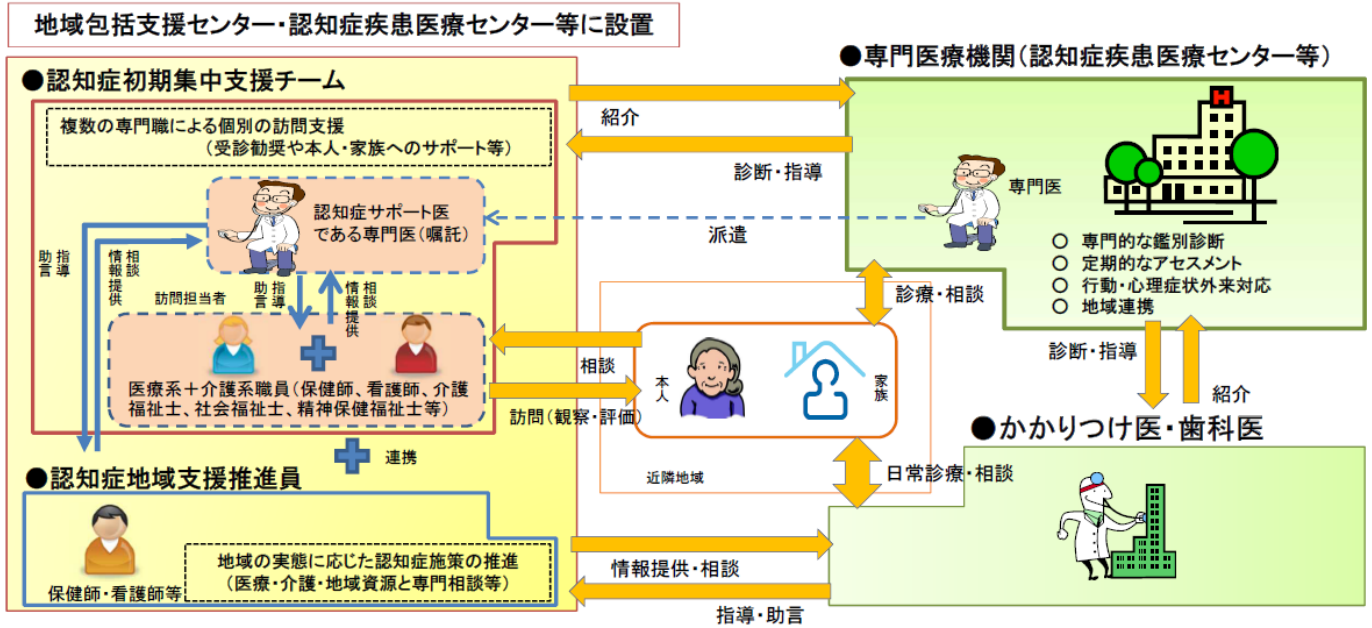 地域包括支援センター・認知症疾患医療センター等に設置
●認知症初期集中支援チーム
複数の専門職による個別の訪問支援
（受診勧奨や本人・家族へのサポート等）
認知症サポート医
である専門医（嘱託）
指導
助言
相談
情報提供
訪問担当者
指導
助言
相談
情報提供
医療系＋介護系職員（保健師、看護師、介護
福祉士、社会福祉士、精神保健福祉士等）
連携
●認知症地域支援推進員
地域の実態に応じた認知症施策の推進
（医療・介護・地域資源と専門相談等）
保健師・看護師等
紹介
診断・指導
派遣
相談
訪問（観察・評価）
本人
家族
近隣地域
診療・相談
日常診療・相談
情報提供・相談
指導・助言
●専門医療機関（認知症疾患医療センター等）
H
専門医
○ 専門的な鑑別診断
○ 定期的なアセスメント
○ 行動・心理症状外来対応
○ 地域連携
診断・指導
紹介
●かかりつけ医・歯科医